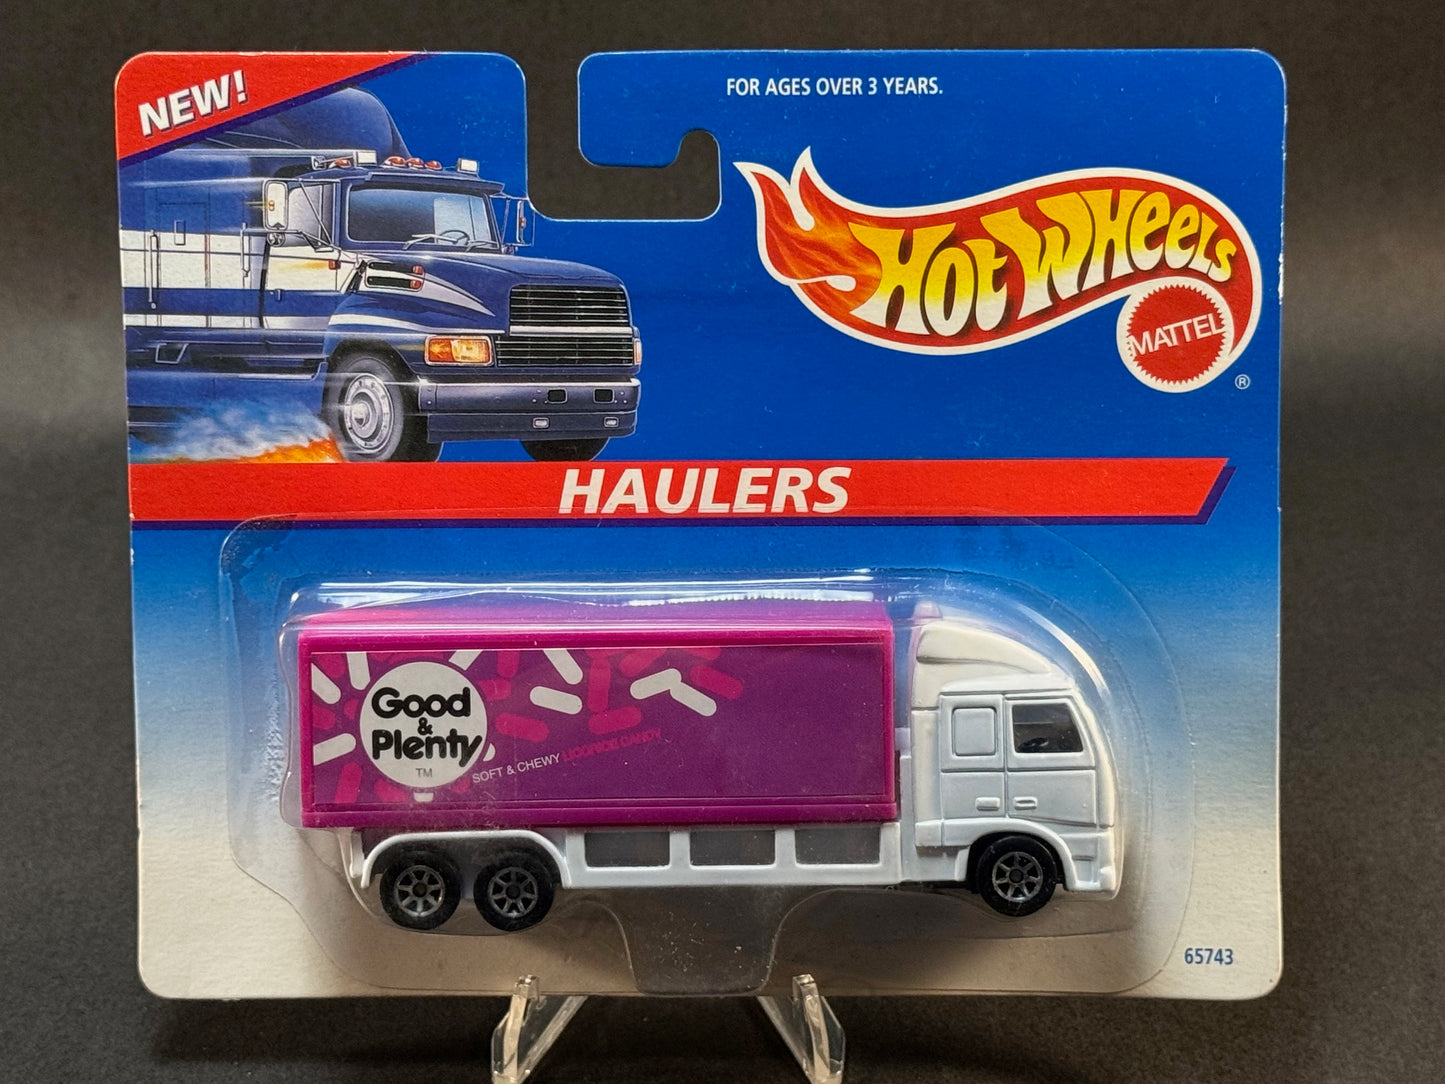 NEW!
FOR AGES OVER 3 YEARS.
HOT WHEELS
MATTEL
®
HAULERS
Good
&
Plenty
TM
SOFT & CHEWY LICORICE CANDY
65743